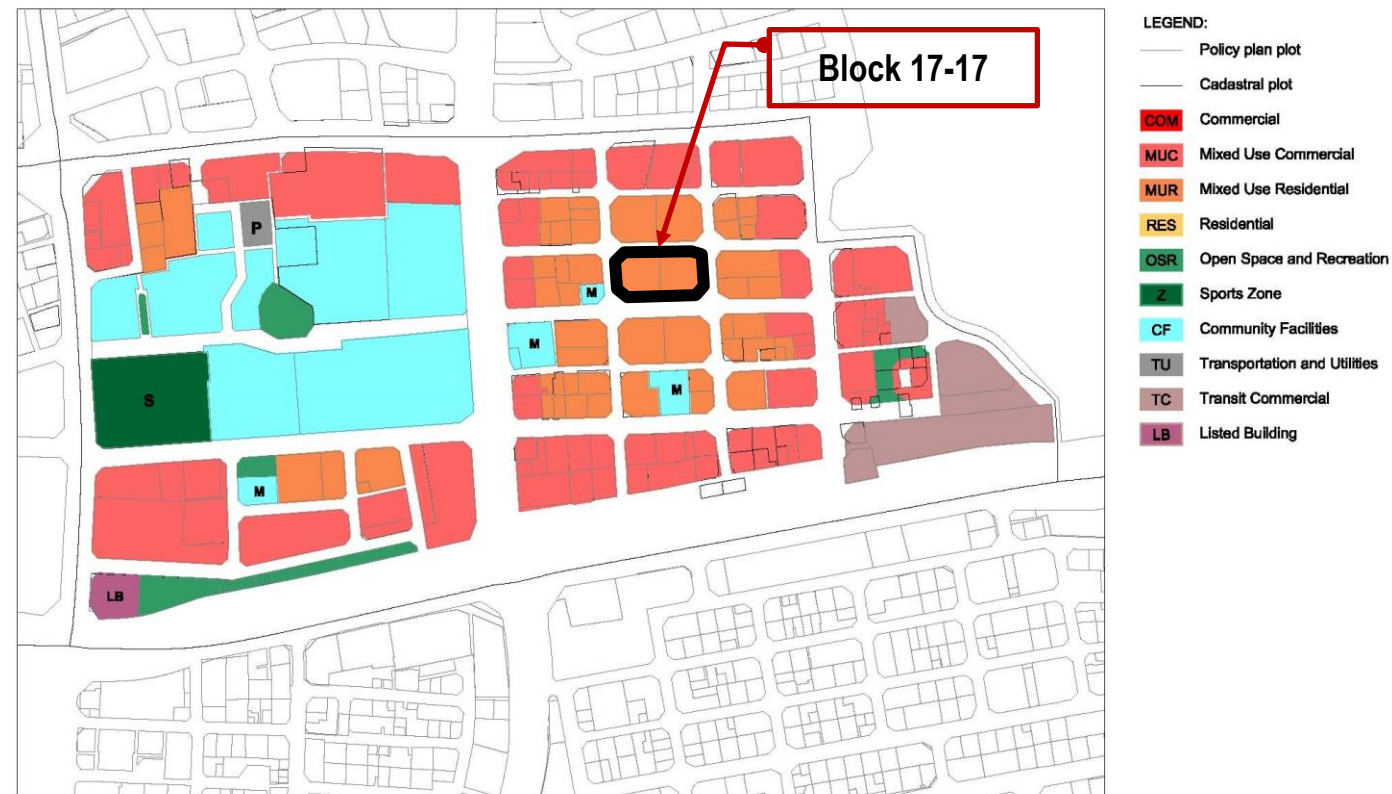 Block 17-17
P
M
M
M
S
M
LB
LEGEND:
Policy plan plot
Cadastral plot
COM Commercial
MUC Mixed Use Commercial
MUR Mixed Use Residential
RES Residential
OSR Open Space and Recreation
Z Sports Zone
CF Community Facilities
TU Transportation and Utilities
TC Transit Commercial
LB Listed Building